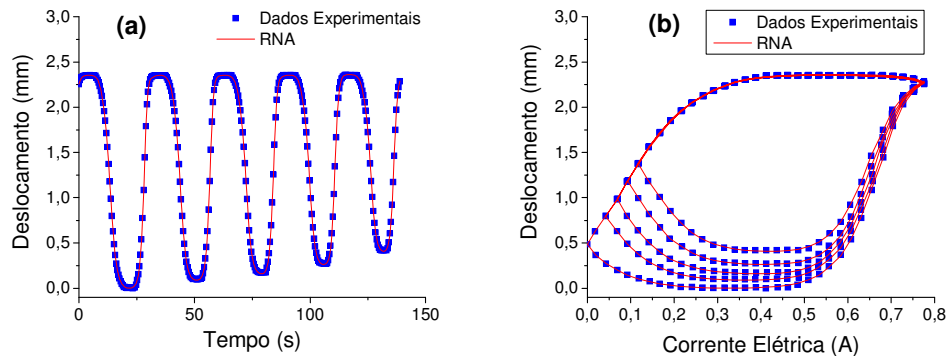 (a)
Dados Experimentais
RNA
3,0
2,5
2,0
1,5
1,0
0,5
0,0
Deslocamento (mm)
0 50 100 150
Tempo (s)
(b)
Dados Experimentais
RNA
3,0
2,5
2,0
1,5
1,0
0,5
0,0
Deslocamento (mm)
0,0 0,1 0,2 0,3 0,4 0,5 0,6 0,7 0,8
Corrente Elétrica (A)